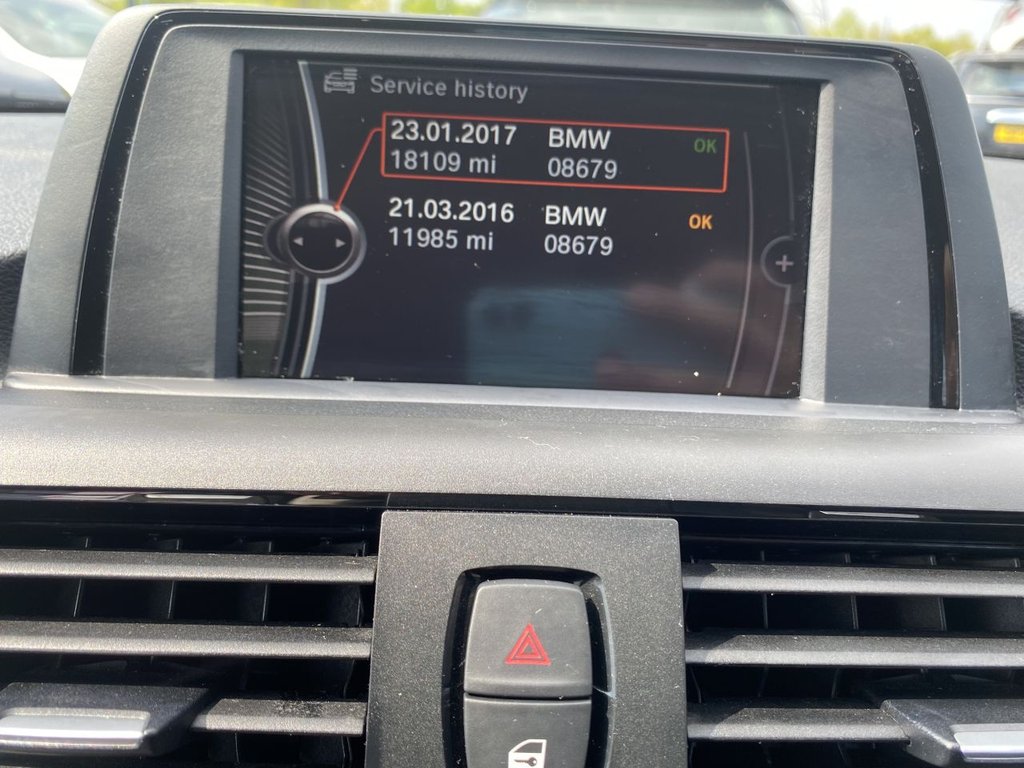 Service history
23.01.2017 BMW OK
18109 mi 08679
21.03.2016 BMW OK
11985 mi 08679